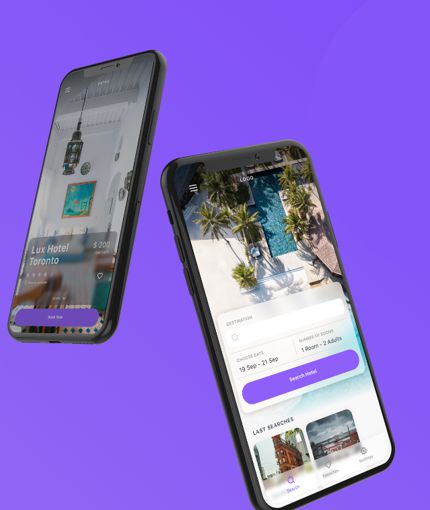 Lux Hotel
Toronto
$ 200
Book Now
LOGO
DESTINATION
CHOOSE DATE
19 Sep - 21 Sep
NUMBER OF ROOMS
1 Room - 2 Adults
Search Hotel
LAST SEARCHES
Search
Favorites
Settings